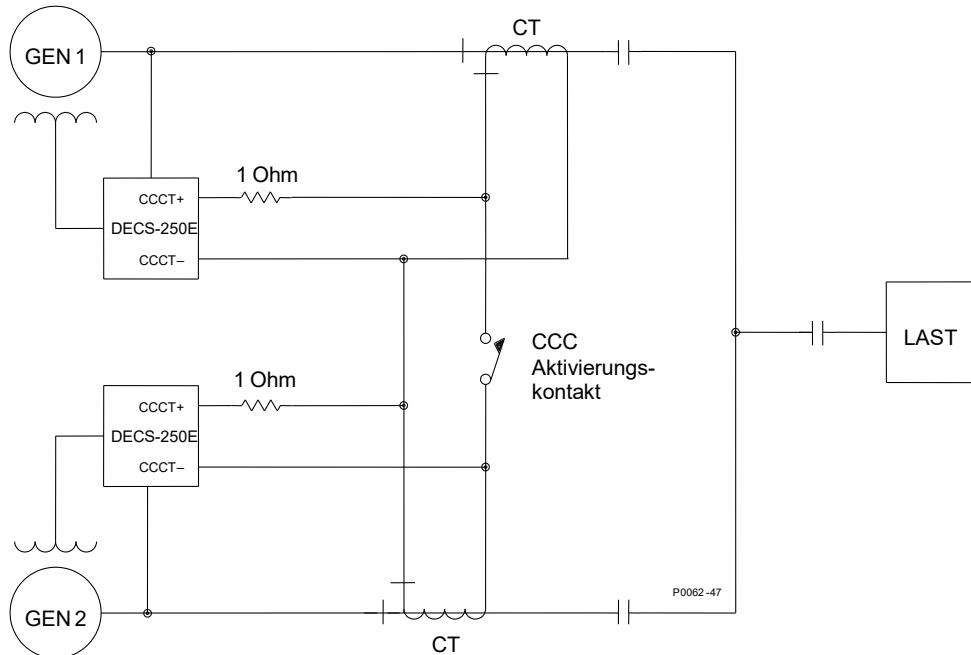 CT
GEN 1
1 Ohm
CCCT+
DECS-250E
CCCT–
CCC
Aktivierungs-
kontakt
LAST
1 Ohm
CCCT+
DECS-250E
CCCT–
P0062-47
GEN 2
CT